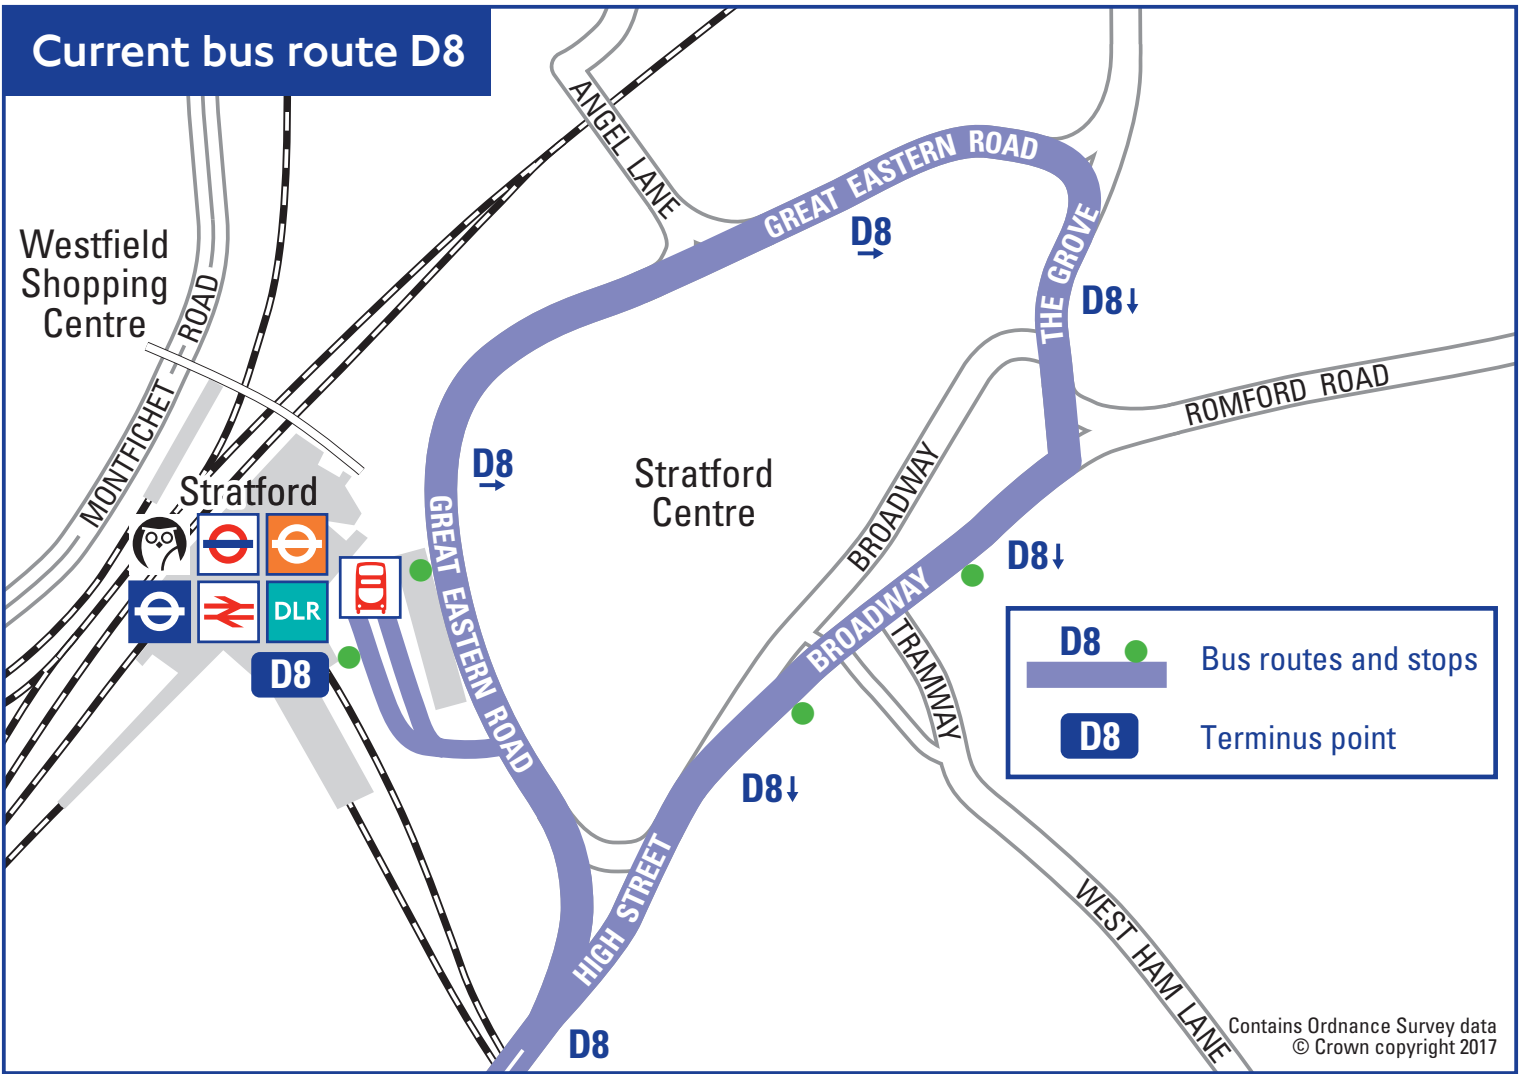 Current bus route D8
ANGEL LANE
GREAT EASTERN ROAD
D8
THE GROVE
D8
Westfield
Shopping
Centre
MONTFICHET ROAD
ROMFORD ROAD
BROADWAY
Stratford
Centre
D8
Stratford
GREAT EASTERN ROAD
DLR
D8
D8
BROADWAY
TRAMWAY
D8
HIGH STREET
WEST HAM LANE
D8
D8
Bus routes and stops
D8
Terminus point
Contains Ordnance Survey data
© Crown copyright 2017